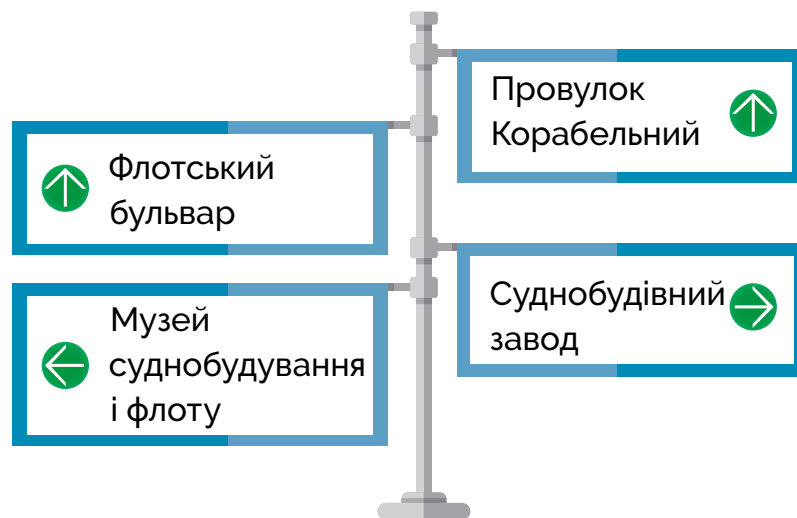 Провулок
Корабельний
Флотський
бульвар
Суднобудівний
завод
Музей
суднобудування
і флоту